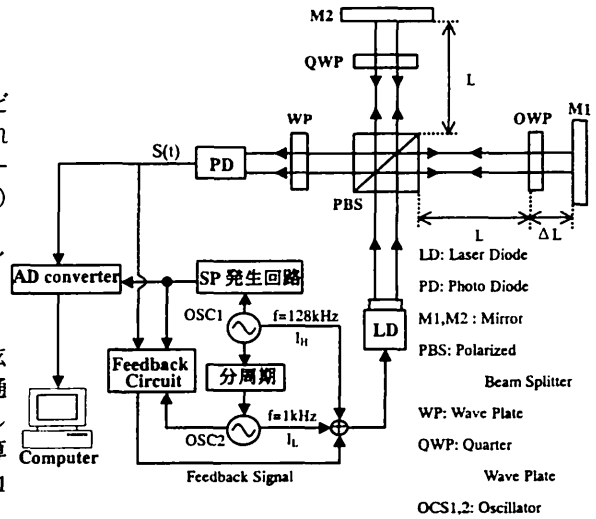 M2
QWP
L
M1
WP
OWP
S(t)
PD
PBS
L
ΔL
LD: Laser Diode
PD: Photo Diode
AD converter
SP 発生回路
M1,M2 : Mirror
OSC1
f=128kHz
I_H
LD
PBS: Polarized
Beam Splitter
Feedback
Circuit
分周期
WP: Wave Plate
f=1kHz
OSC2
I_L
QWP: Quarter
Wave Plate
Computer
Feedback Signal
OCS1,2: Oscillator